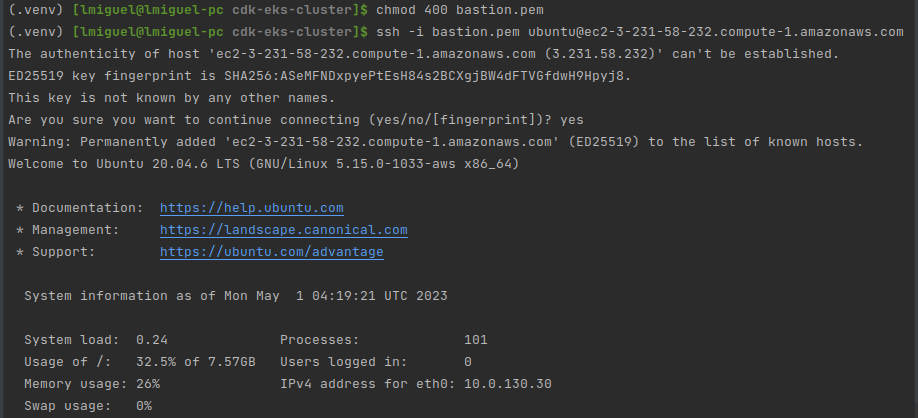 (.venv) [lmiguel@lmiguel-pc cdk-eks-cluster]$ chmod 400 bastion.pem
(.venv) [lmiguel@lmiguel-pc cdk-eks-cluster]$ ssh -i bastion.pem ubuntu@ec2-3-231-58-232.compute-1.amazonaws.com
The authenticity of host 'ec2-3-231-58-232.compute-1.amazonaws.com (3.231.58.232)' can't be established.
ED25519 key fingerprint is SHA256:ASeMFNDxpyePtEsH84s2BCXgjBW4dFTVGfdwH9Hpyj8.
This key is not known by any other names.
Are you sure you want to continue connecting (yes/no/[fingerprint])? yes
Warning: Permanently added 'ec2-3-231-58-232.compute-1.amazonaws.com' (ED25519) to the list of known hosts.
Welcome to Ubuntu 20.04.6 LTS (GNU/Linux 5.15.0-1033-aws x86_64)

 * Documentation:  https://help.ubuntu.com
 * Management:     https://landscape.canonical.com
 * Support:        https://ubuntu.com/advantage

  System information as of Mon May  1 04:19:21 UTC 2023

  System load:  0.24              Processes:             101
  Usage of /:   32.5% of 7.57GB   Users logged in:       0
  Memory usage: 26%               IPv4 address for eth0: 10.0.130.30
  Swap usage:   0%